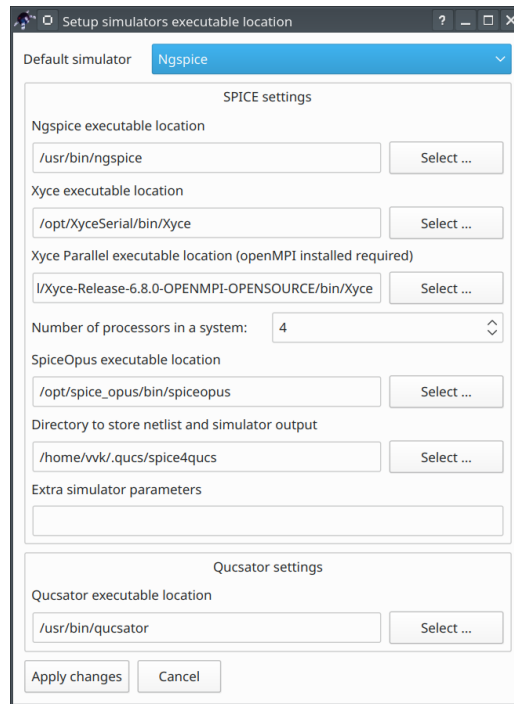 Setup simulators executable location
Default simulator Ngspice
SPICE settings
Ngspice executable location
/usr/bin/ngspice Select ...
Xyce executable location
/opt/XyceSerial/bin/Xyce Select ...
Xyce Parallel executable location (openMPI installed required)
l/Xyce-Release-6.8.0-OPENMPI-OPENSOURCE/bin/Xyce Select ...
Number of processors in a system: 4
SpiceOpus executable location
/opt/spice_opus/bin/spiceopus Select ...
Directory to store netlist and simulator output
/home/vvk/.qucs/spice4qucs Select ...
Extra simulator parameters
Qucsator settings
Qucsator executable location
/usr/bin/qucsator Select ...
Apply changes Cancel